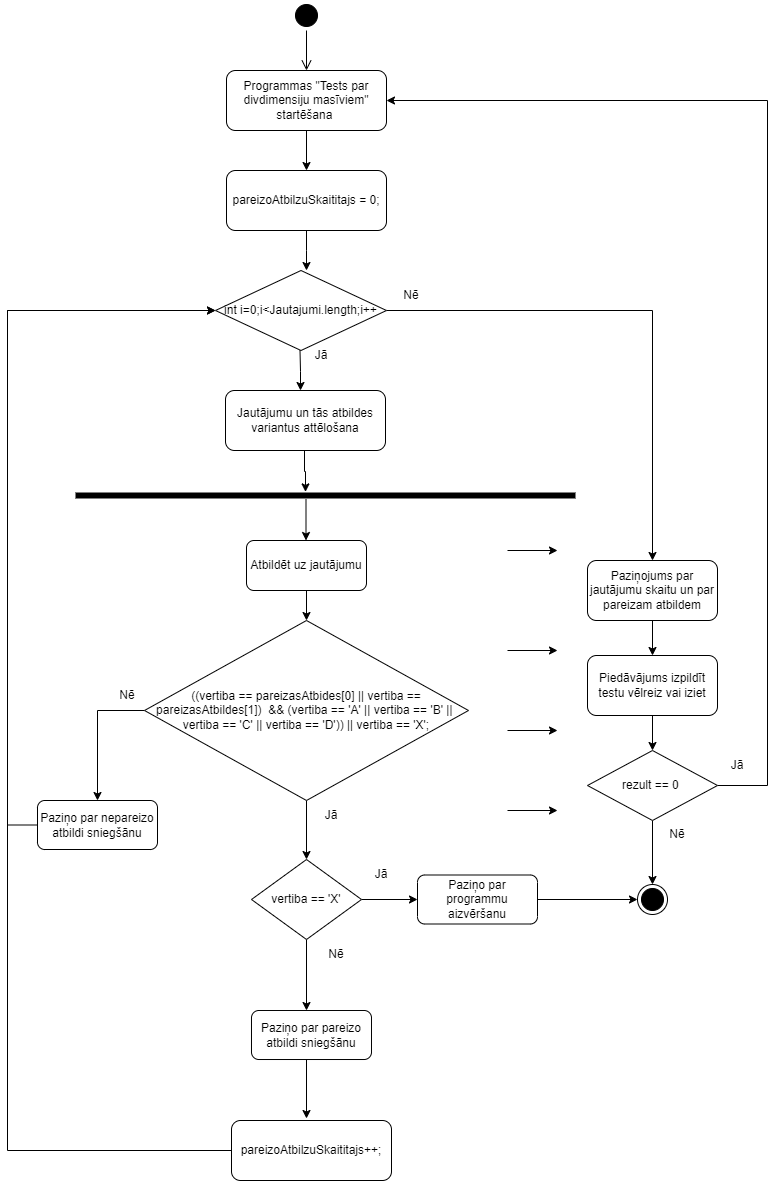 Programmas "Tests par
divdimensiju masīviem"
startēšana
pareizoAtbilzuSkaititajs = 0;
int i=0;i<Jautajumi.length;i++
Nē
Jā
Jautājumu un tās atbildes
variantus attēlošana
Atbildēt uz jautājumu
Paziņojums par
jautājumu skaitu un par
pareizam atbildem
Piedāvājums izpildīt
testu vēlreiz vai iziet
((vertiba == pareizasAtbides[0] || vertiba ==
pareizasAtbildes[1])  && (vertiba == 'A' || vertiba == 'B' ||
vertiba == 'C' || vertiba == 'D')) || vertiba == 'X';
Nē
rezult == 0
Jā
Nē
Paziņo par nepareizo
atbildi sniegšānu
Jā
vertiba == 'X'
Jā
Paziņo par
programmu
aizvēršanu
Nē
Paziņo par pareizo
atbildi sniegšānu
pareizoAtbilzuSkaititajs++;